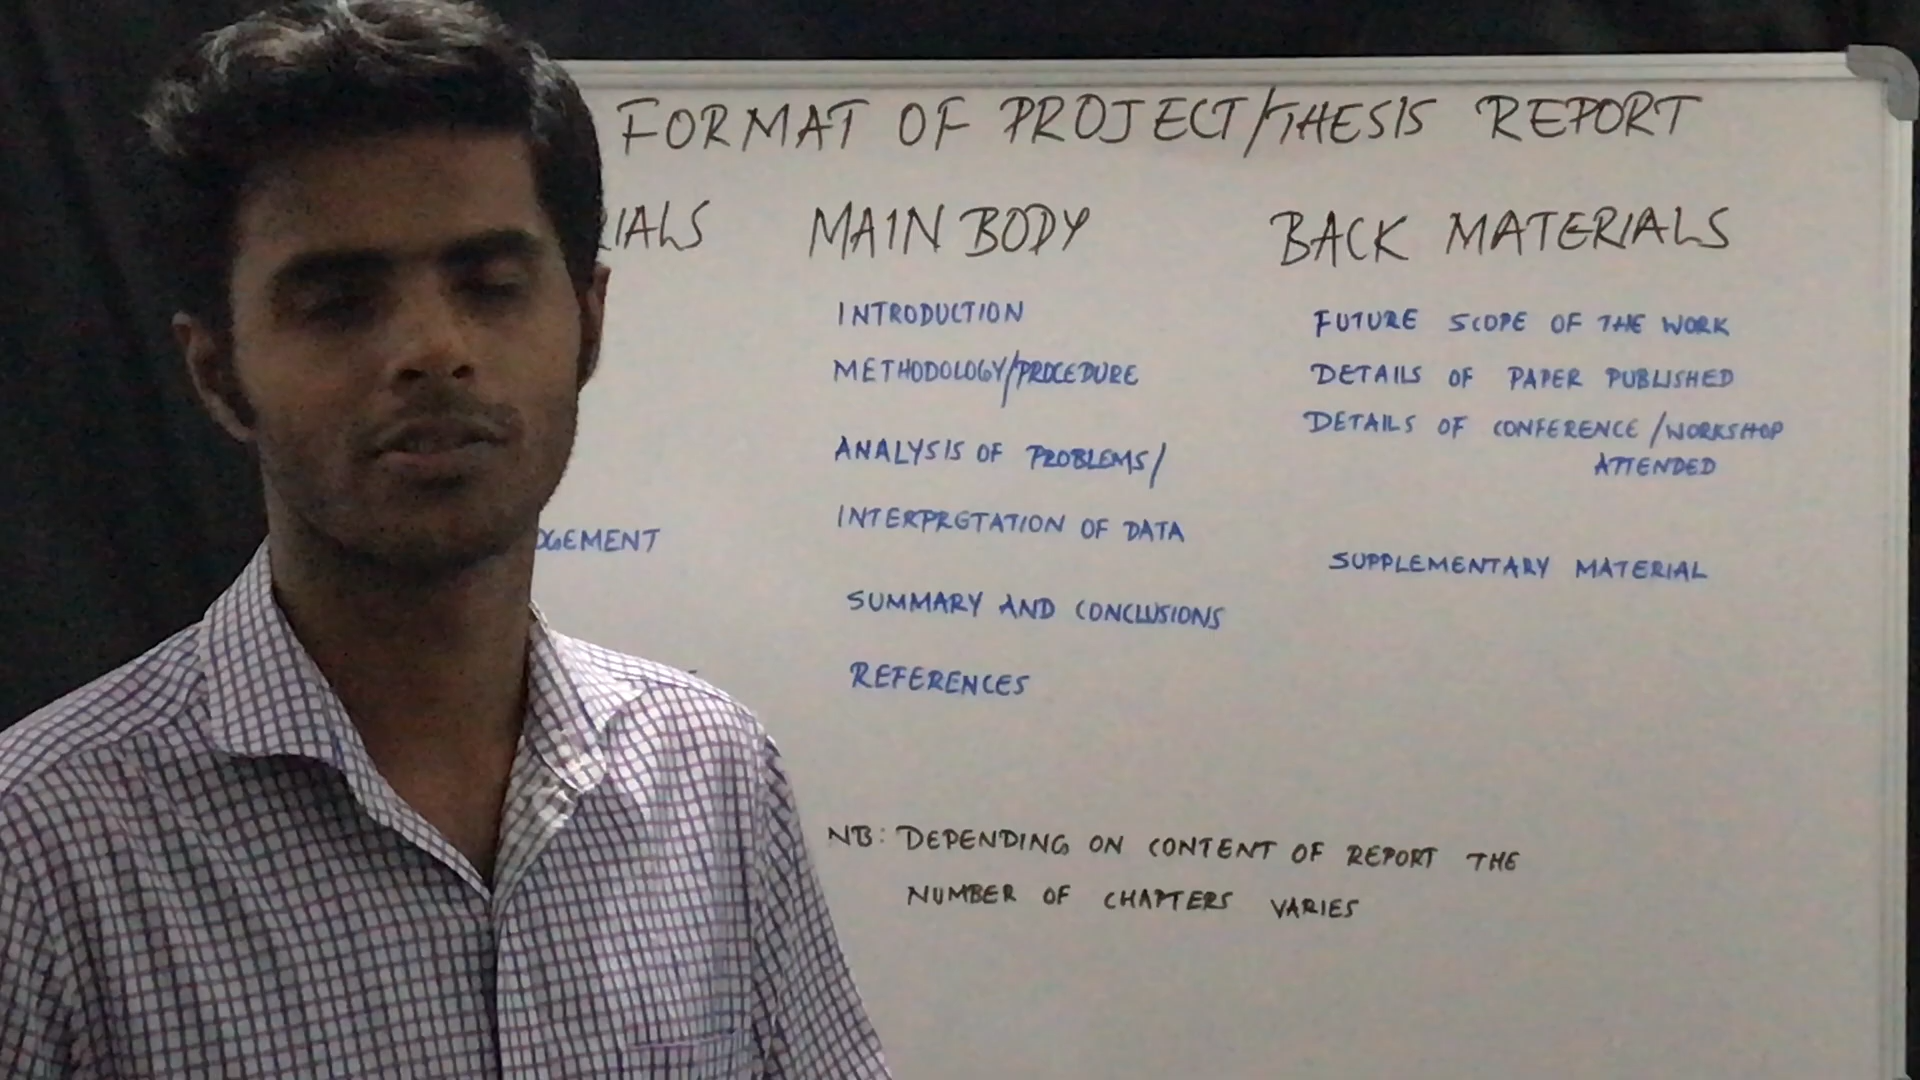 FORMAT OF PROJECT/THESIS REPORT
MAIN BODY
INTRODUCTION
METHODOLOGY/PROCEDURE
ANALYSIS OF PROBLEMS/
INTERPRETATION OF DATA
SUMMARY AND CONCLUSIONS
REFERENCES
BACK MATERIALS
FUTURE SCOPE OF THE WORK
DETAILS OF PAPER PUBLISHED
DETAILS OF CONFERENCE/WORKSHOP
ATTENDED
SUPPLEMENTARY MATERIAL
NB: DEPENDING ON CONTENT OF REPORT THE
NUMBER OF CHAPTERS VARIES